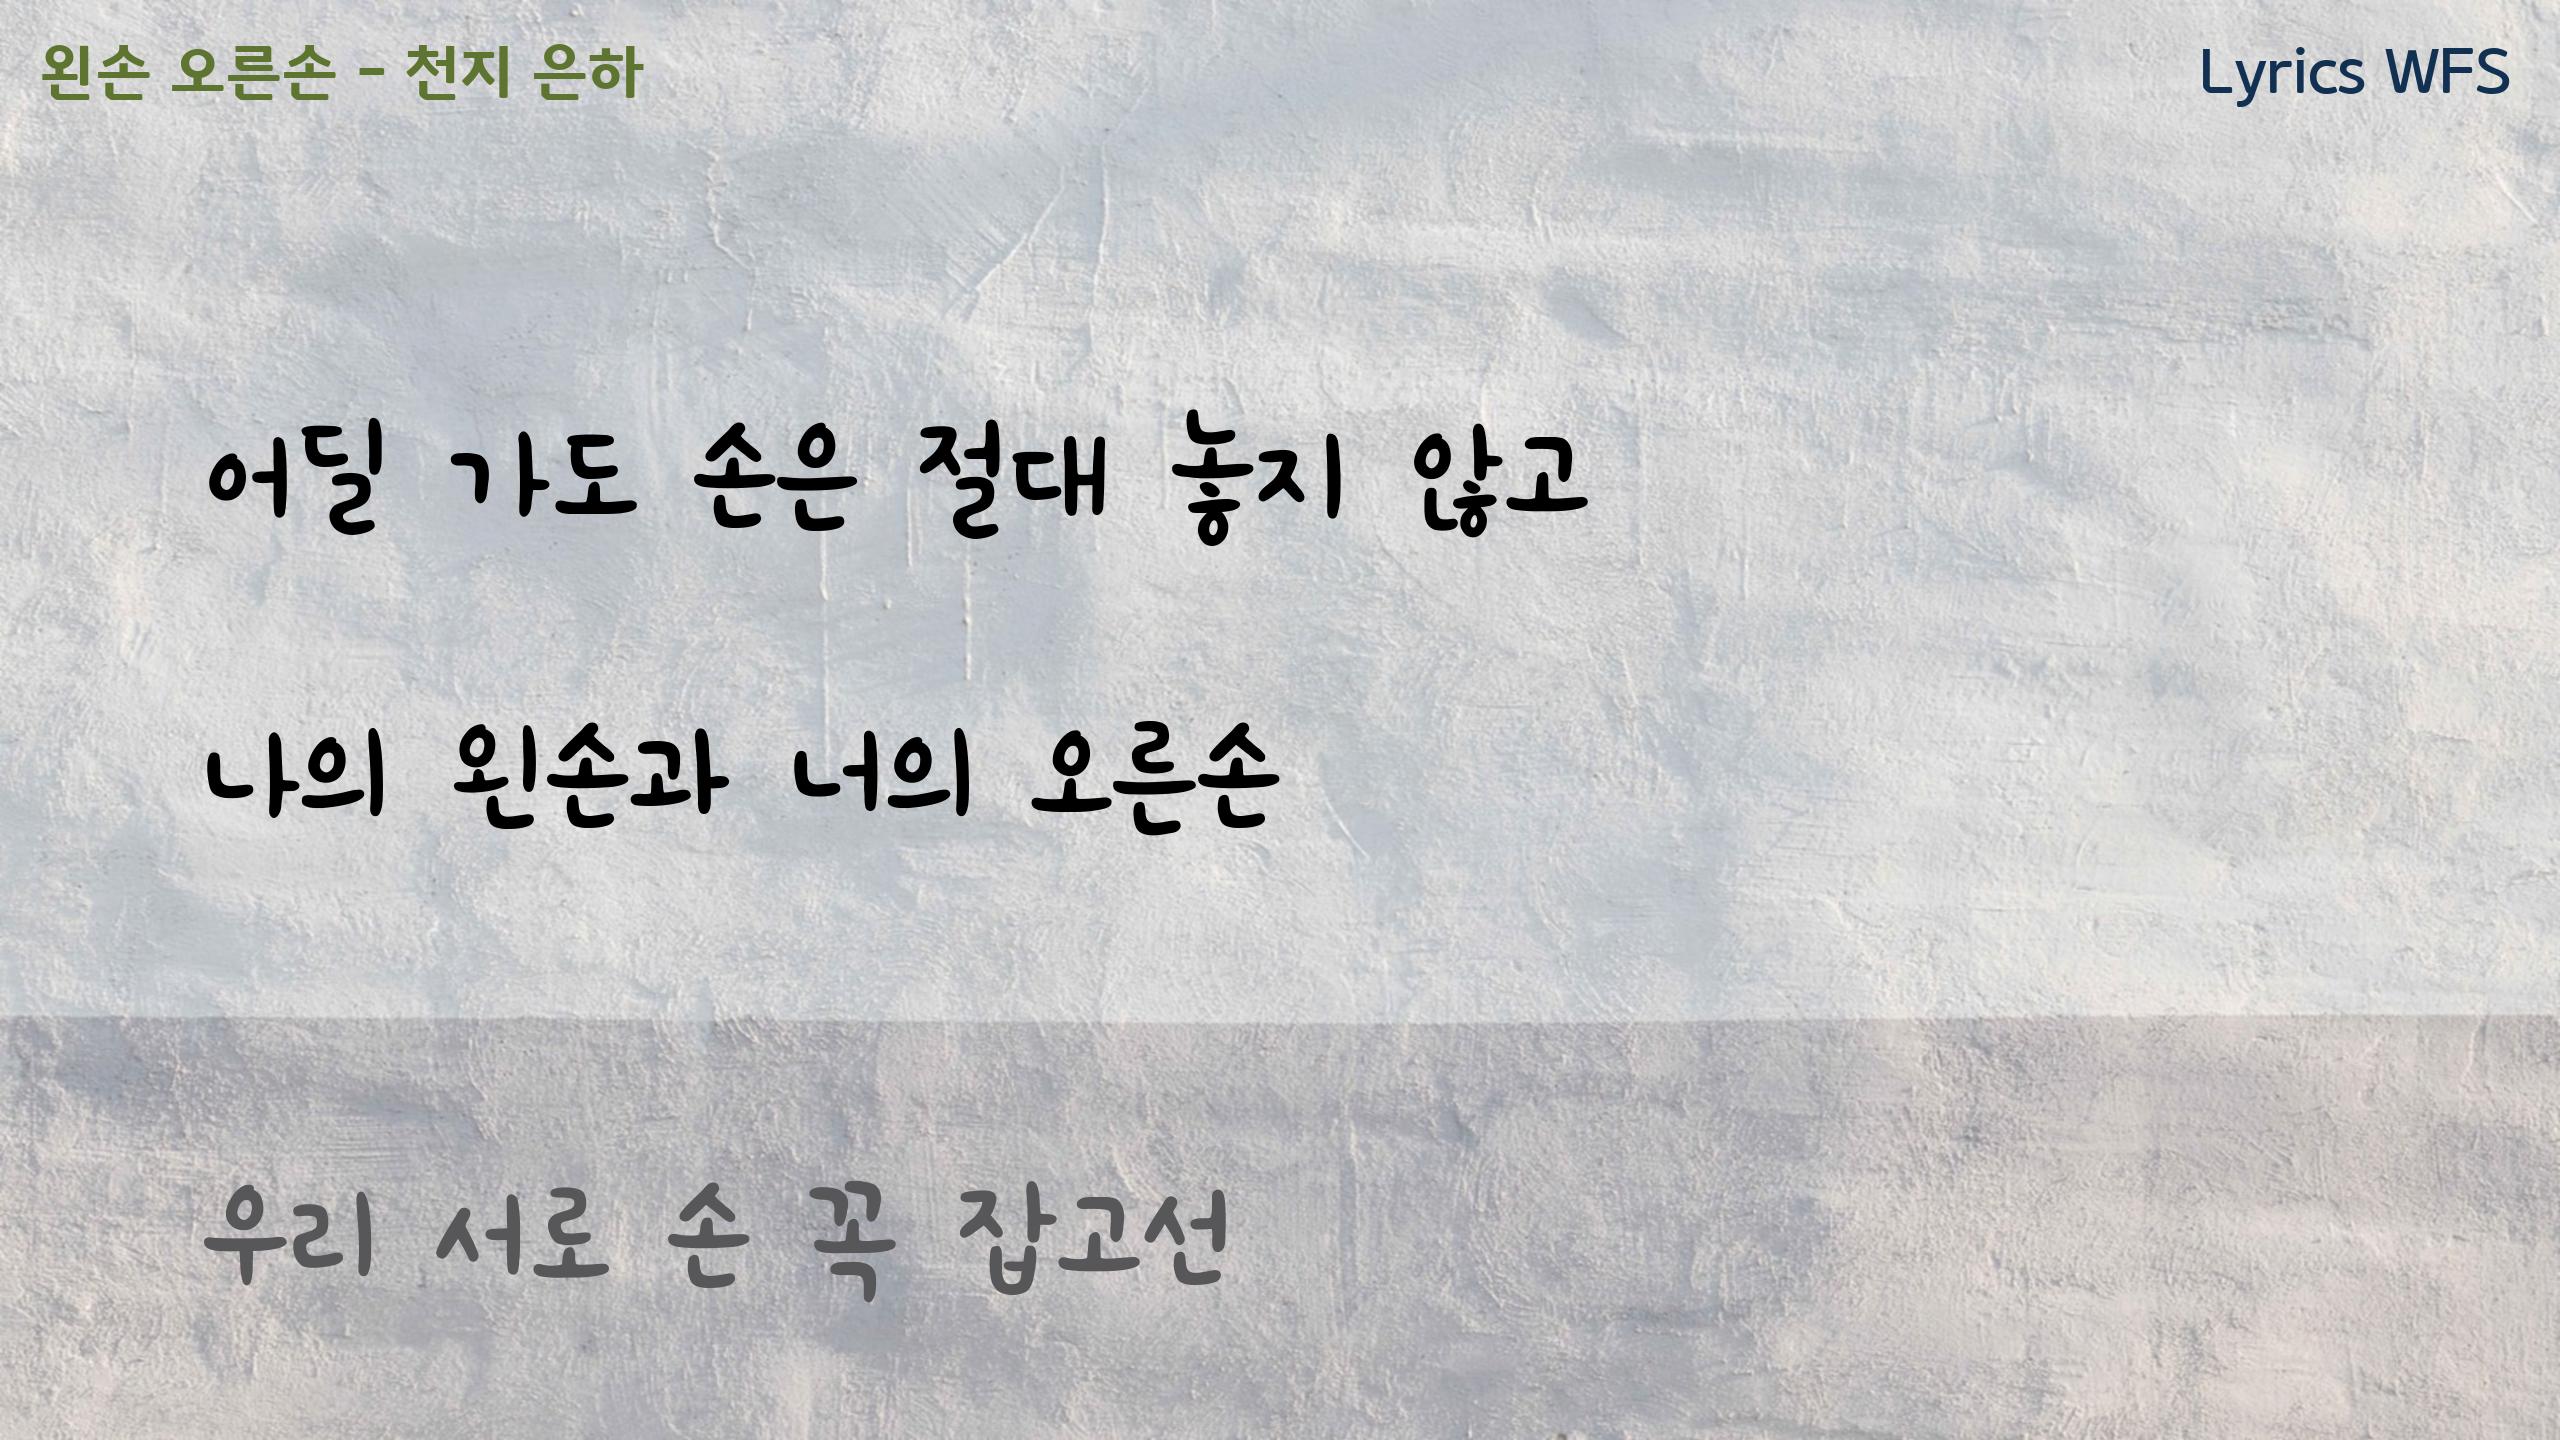 왼손 오른손 - 천지 은하
Lyrics WFS
어딜 가도 손은 절대 놓지 않고
나의 왼손과 너의 오른손
우리 서로 손 꼭 잡고선